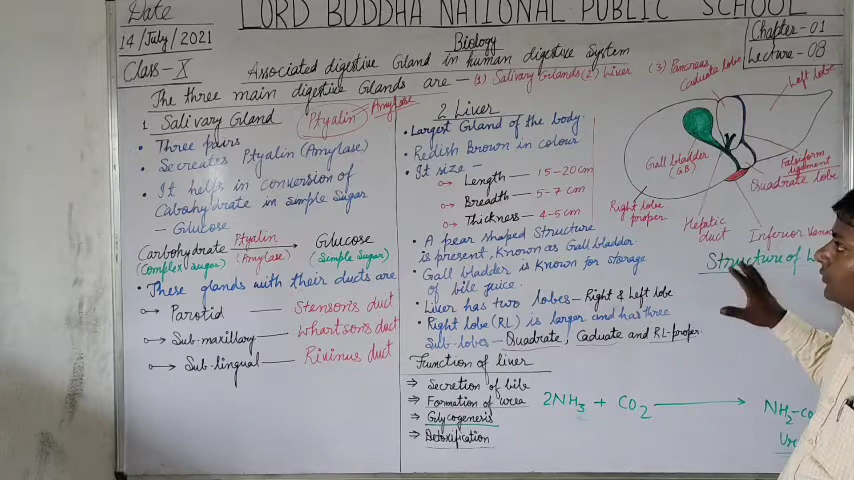 Date
LORD BUDDHA NATIONAL PUBLIC SCHOOL
14/July/2021
Class-X
Biology
Chapter-01
Lecture-08
Associated digestive Gland in human digestive System
The three main digestive Glands are - (1) Salivary Glands (2) Liver (3) Pancreas
1 Salivary Gland
Ptyalin → Amylase
• Three pairs
• Secreates Ptyalin (Amylase)
• It helps in conversion of
Cabohydrate in simple Sugar
- Glucose
Carbohydrate Ptyalin Glucose
(Complex Sugar) (Amylase) (Simple Sugar)
• These glands with their ducts are
Parotid — Stenson's duct
Sub-maxillary — Whartson's duct
Sub-lingual — Rivinus duct
2. Liver
• Largest Gland of the body.
• Redish Brown in colour
• It size -
Length — 15-20cm
Breadth — 5-7 cm
Thickness — 4-5cm
• A pear shaped Structure
is present, Known as Gall bladder.
• Gall bladder is Known for storage
of bile juice.
• Liver has two lobes - Right & Left lobe
• Right lobe (RL) is larger and has three
Sub-lobes - Quadrate, Caduate and RL-proper.
Function of liver
⇒ Secretion of bile
⇒ Formation of urea
⇒ Glycogenesis
⇒ Detoxification
2NH3 + CO2 → NH2-CO
Caduate lobe
Left lobe
Gall bladder
(GB)
Falsiform
ligament
Quadrate lobe
Right lobe
proper
Hepatic
duct
Inferior
Structure of